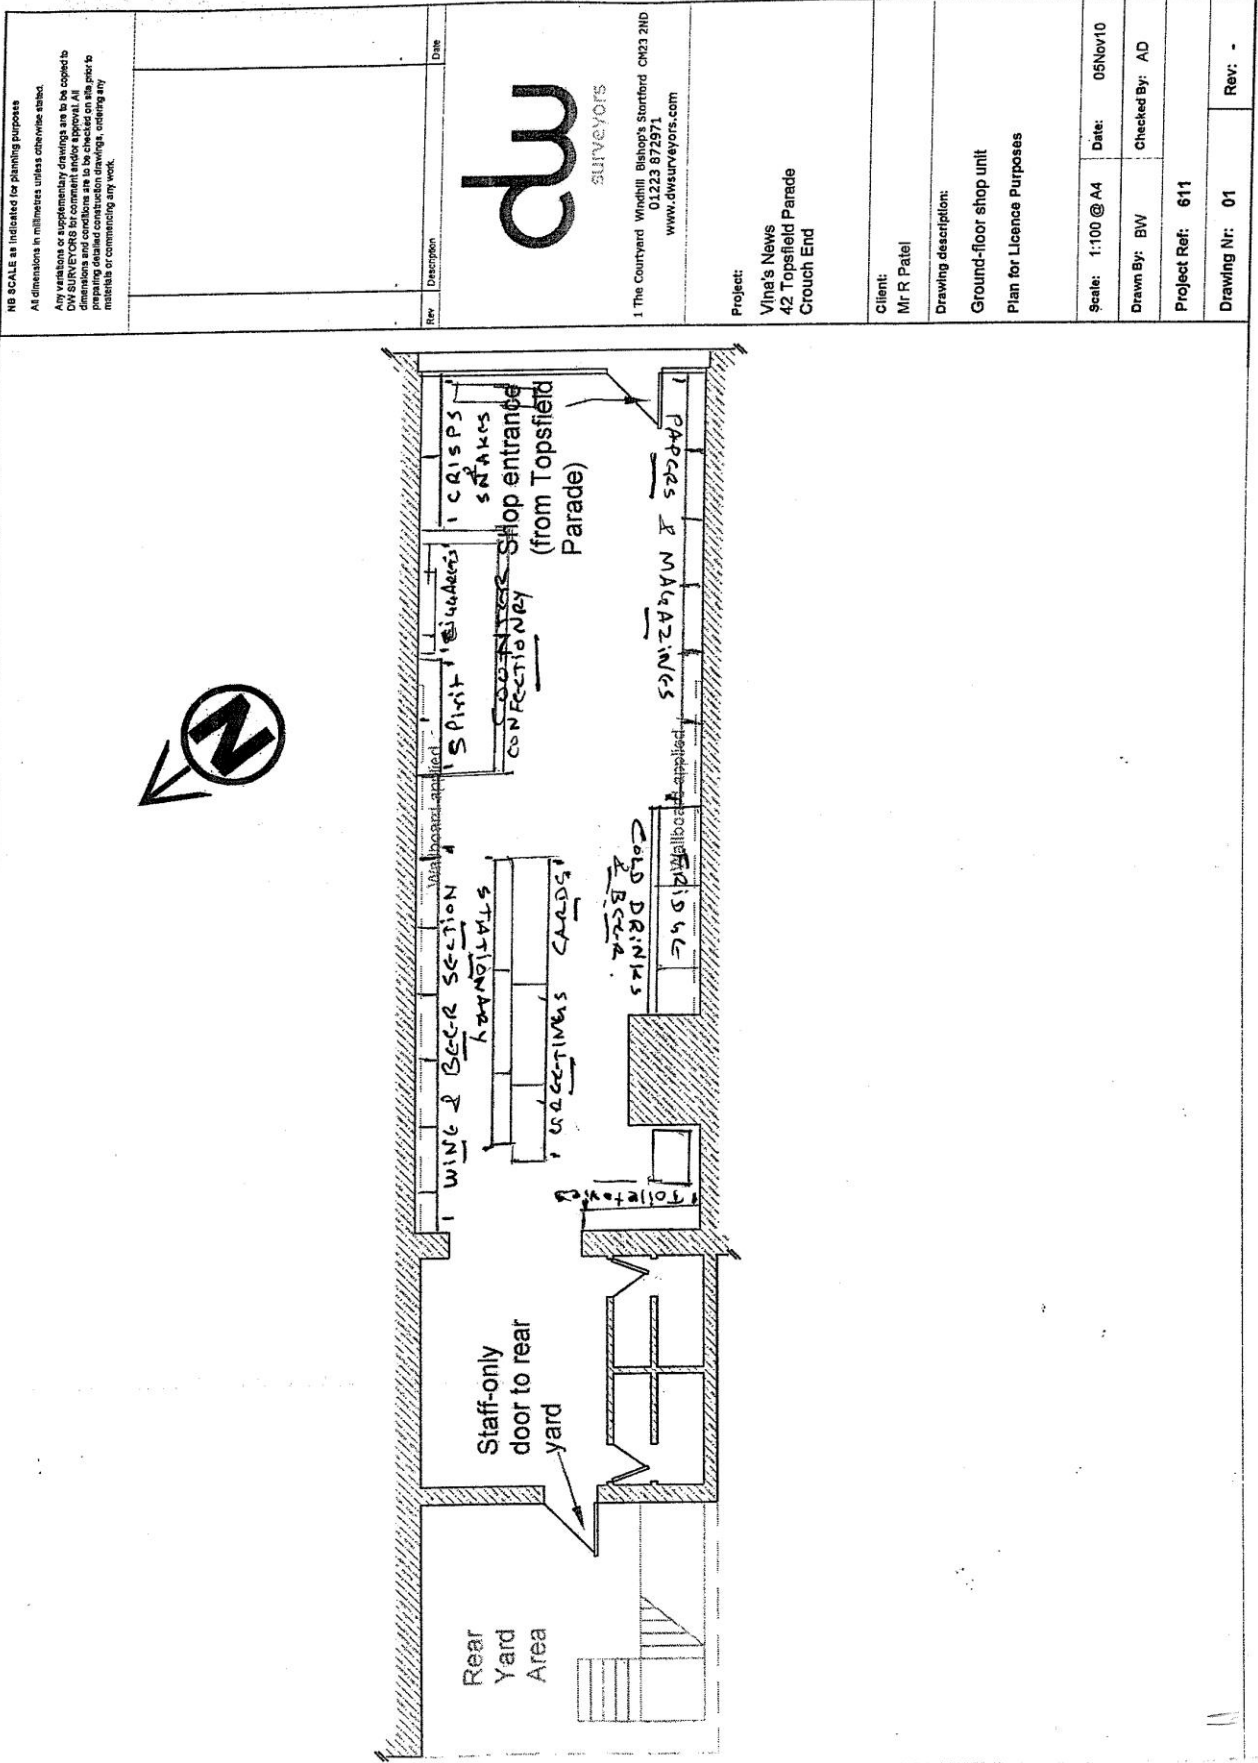 NB SCALE as indicated for planning purposes
All dimensions in millimetres unless otherwise stated.
Any variations or supplementary drawings are to be copied to
DW SURVEYORS for comment and/or approval. All
dimensions and conditions are to be checked on site prior to
preparing detailed construction drawings, ordering any
materials or commencing any work.
Rev Description Date
dw
surveyors
1 The Courtyard Windhill Bishop's Stortford CM23 2ND
01223 872971
www.dwsurveyors.com
Project:
Vina's News
42 Topsfield Parade
Crouch End
Client:
Mr R Patel
Drawing description:
Ground-floor shop unit
Plan for Licence Purposes
Scale: 1:100 @ A4 Date: 05Nov10
Drawn By: BW Checked By: AD
Project Ref: 611
Drawing Nr: 01 Rev: -
N
CRISPS
& SNAKES
Shop entrance
(from Topsfield
Parade)
Spirit
COUNTER
CONFECTIONRY
PAPERS & MAGAZINES
Wallboard applied
Wallboard applied
WINE & BEER SECTION
STATIONARY
GREETINGS CARDS
COLD DRINKS
& BEER.
FRIDGE
Staff-only
door to rear
yard
Rear
Yard
Area